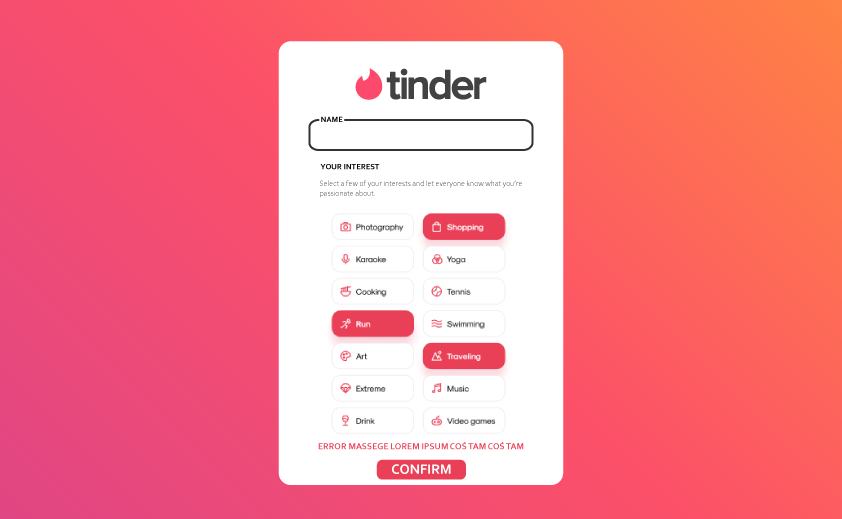 tinder
NAME
YOUR INTEREST
Select a few of your interests and let everyone know what you're
passionate about.
Photography
Shopping
Karaoke
Yoga
Cooking
Tennis
Run
Swimming
Art
Traveling
Extreme
Music
Drink
Video games
ERROR MASSEGE LOREM IPSUM COŚ TAM COŚ TAM
CONFIRM